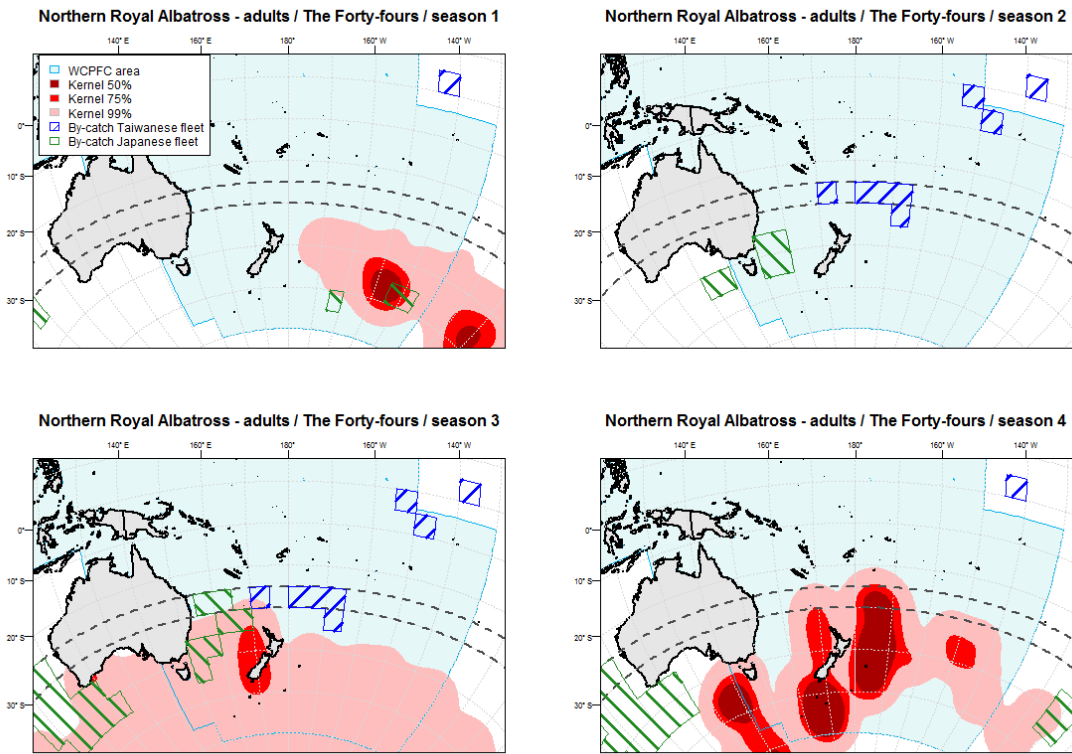 Northern Royal Albatross - adults / The Forty-fours / season 1
140° E 160° E 180° 160° W 140° W
WCPFC area
Kernel 50%
Kernel 75%
Kernel 99%
By-catch Taiwanese fleet
By-catch Japanese fleet
0°
10° S
20° S
30° S
Northern Royal Albatross - adults / The Forty-fours / season 2
140° E 160° E 180° 160° W 140° W
0°
10° S
20° S
30° S
Northern Royal Albatross - adults / The Forty-fours / season 3
140° E 160° E 180° 160° W 140° W
0°
10° S
20° S
30° S
Northern Royal Albatross - adults / The Forty-fours / season 4
140° E 160° E 180° 160° W 140° W
0°
10° S
20° S
30° S